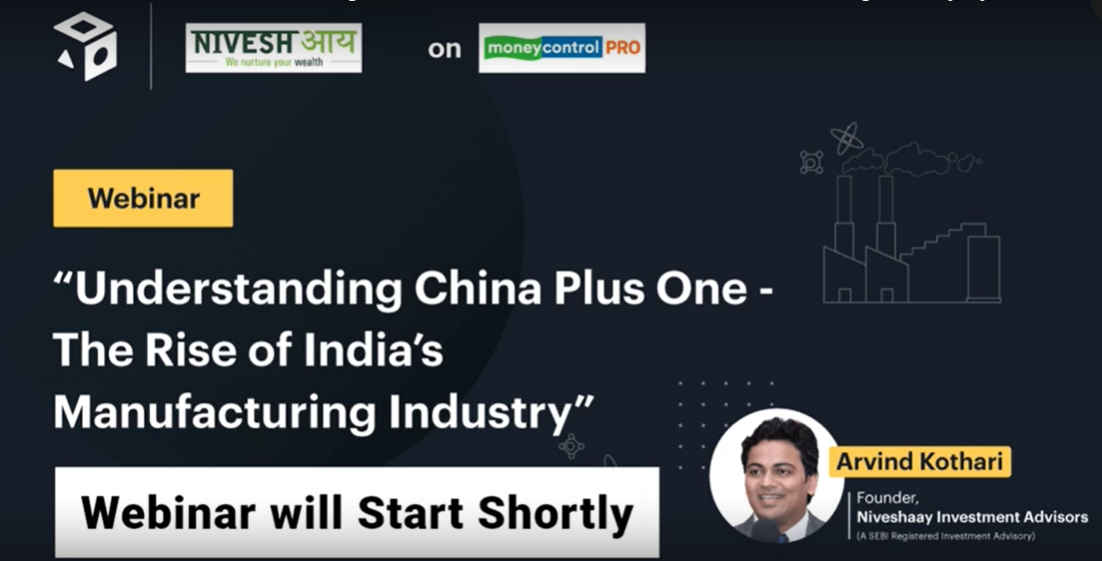 NIVESH आय
We nurture your wealth
on
moneycontrol PRO
Webinar
“Understanding China Plus One -
The Rise of India’s
Manufacturing Industry”
Webinar will Start Shortly
Arvind Kothari
Founder,
Niveshaay Investment Advisors
(A SEBI Registered Investment Advisory)